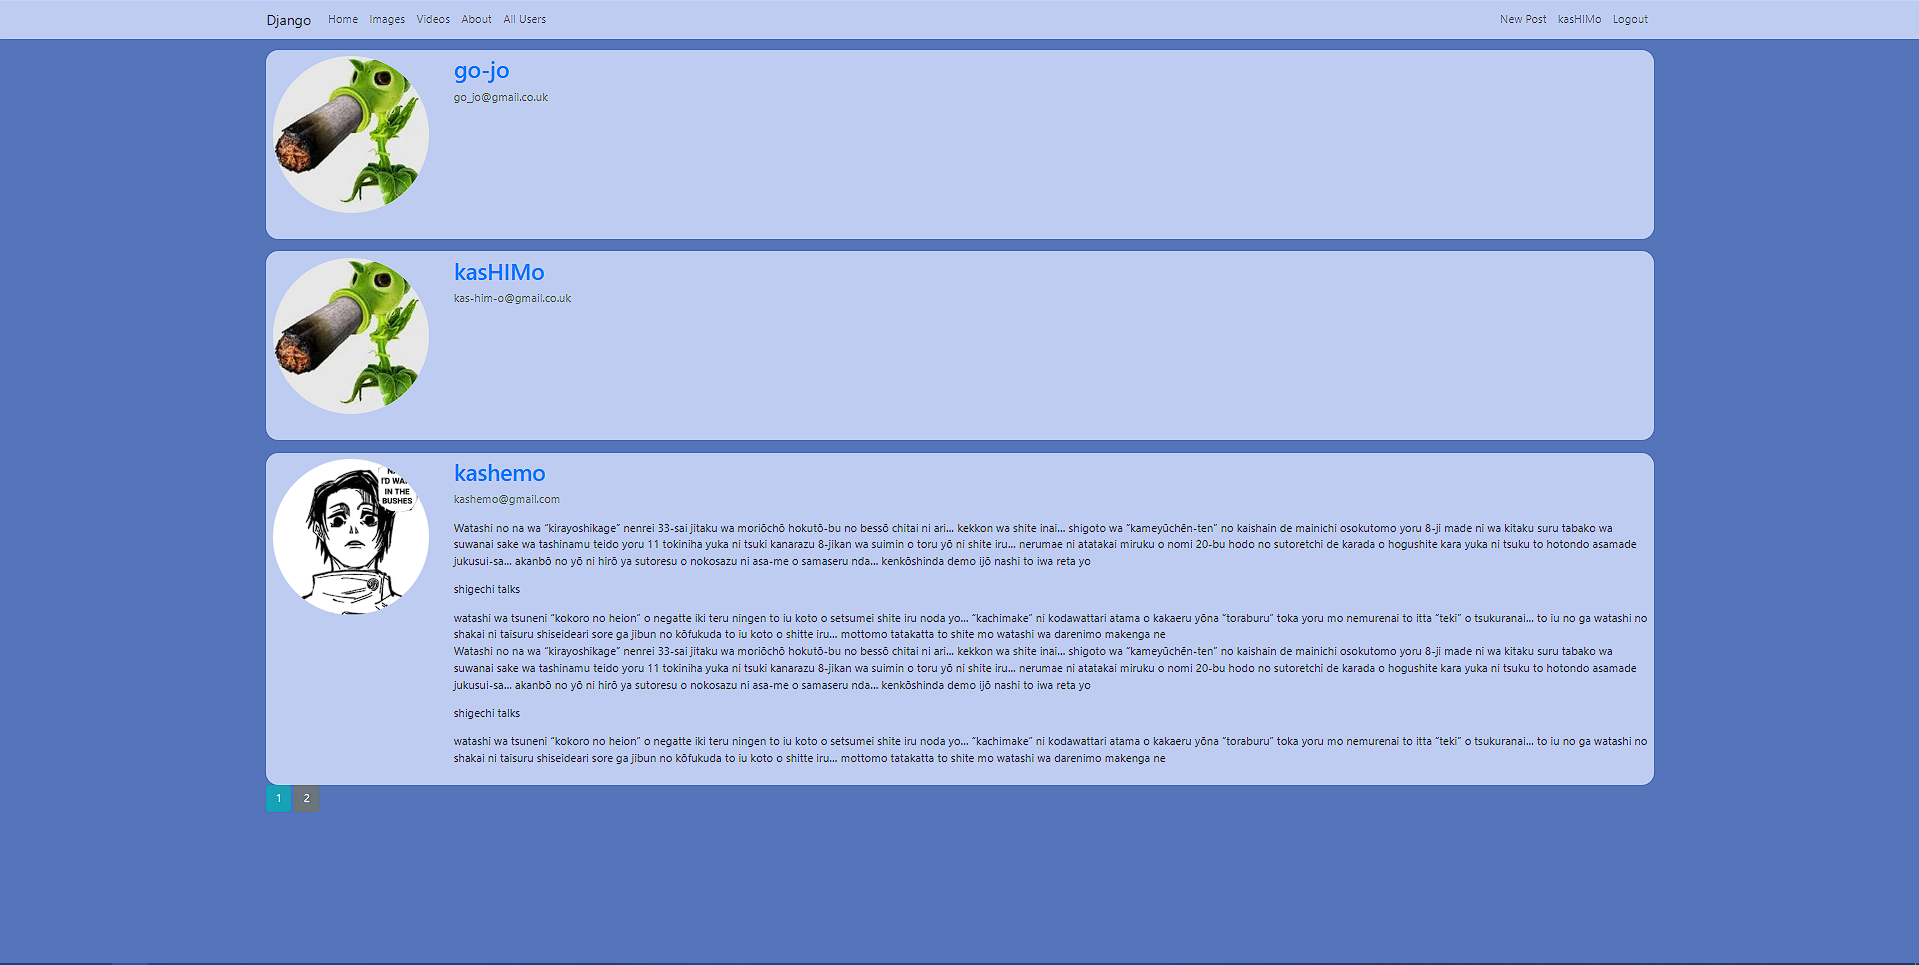 Django Home Images Videos About All Users New Post kasHIMo Logout
go-jo
go_jo@gmail.co.uk
kasHIMo
kas-him-o@gmail.co.uk
I'D WA
IN THE
BUSHES
kashemo
kashemo@gmail.com
Watashi no na wa “kirayoshikage” nenrei 33-sai jitaku wa moriōchō hokutō-bu no bessō chitai ni ari... kekkon wa shite inai... shigoto wa “kameyūchēn-ten” no kaishain de mainichi osokutomo yoru 8-ji made ni wa kitaku suru tabako wa
suwanai sake wa tashinamu teido yoru 11 tokiniha yuka ni tsuki kanarazu 8-jikan wa suimin o toru yō ni shite iru... nerumae ni atatakai miruku o nomi 20-bu hodo no sutoretchi de karada o hogushite kara yuka ni tsuku to hotondo asamade
jukusui-sa... akanbō no yō ni hirō ya sutoresu o nokosazu ni asa-me o samaseru nda... kenkōshinda demo ijō nashi to iwa reta yo
shigechi talks
watashi wa tsuneni “kokoro no heion” o negatte iki teru ningen to iu koto o setsumei shite iru noda yo... “kachimake” ni kodawattari atama o kakaeru yōna “toraburu” toka yoru mo nemurenai to itta “teki” o tsukuranai... to iu no ga watashi no
shakai ni taisuru shiseideari sore ga jibun no kōfukuda to iu koto o shitte iru... mottomo tatakatta to shite mo watashi wa darenimo makenga ne
Watashi no na wa “kirayoshikage” nenrei 33-sai jitaku wa moriōchō hokutō-bu no bessō chitai ni ari... kekkon wa shite inai... shigoto wa “kameyūchēn-ten” no kaishain de mainichi osokutomo yoru 8-ji made ni wa kitaku suru tabako wa
suwanai sake wa tashinamu teido yoru 11 tokiniha yuka ni tsuki kanarazu 8-jikan wa suimin o toru yō ni shite iru... nerumae ni atatakai miruku o nomi 20-bu hodo no sutoretchi de karada o hogushite kara yuka ni tsuku to hotondo asamade
jukusui-sa... akanbō no yō ni hirō ya sutoresu o nokosazu ni asa-me o samaseru nda... kenkōshinda demo ijō nashi to iwa reta yo
shigechi talks
watashi wa tsuneni “kokoro no heion” o negatte iki teru ningen to iu koto o setsumei shite iru noda yo... “kachimake” ni kodawattari atama o kakaeru yōna “toraburu” toka yoru mo nemurenai to itta “teki” o tsukuranai... to iu no ga watashi no
shakai ni taisuru shiseideari sore ga jibun no kōfukuda to iu koto o shitte iru... mottomo tatakatta to shite mo watashi wa darenimo makenga ne
1 2